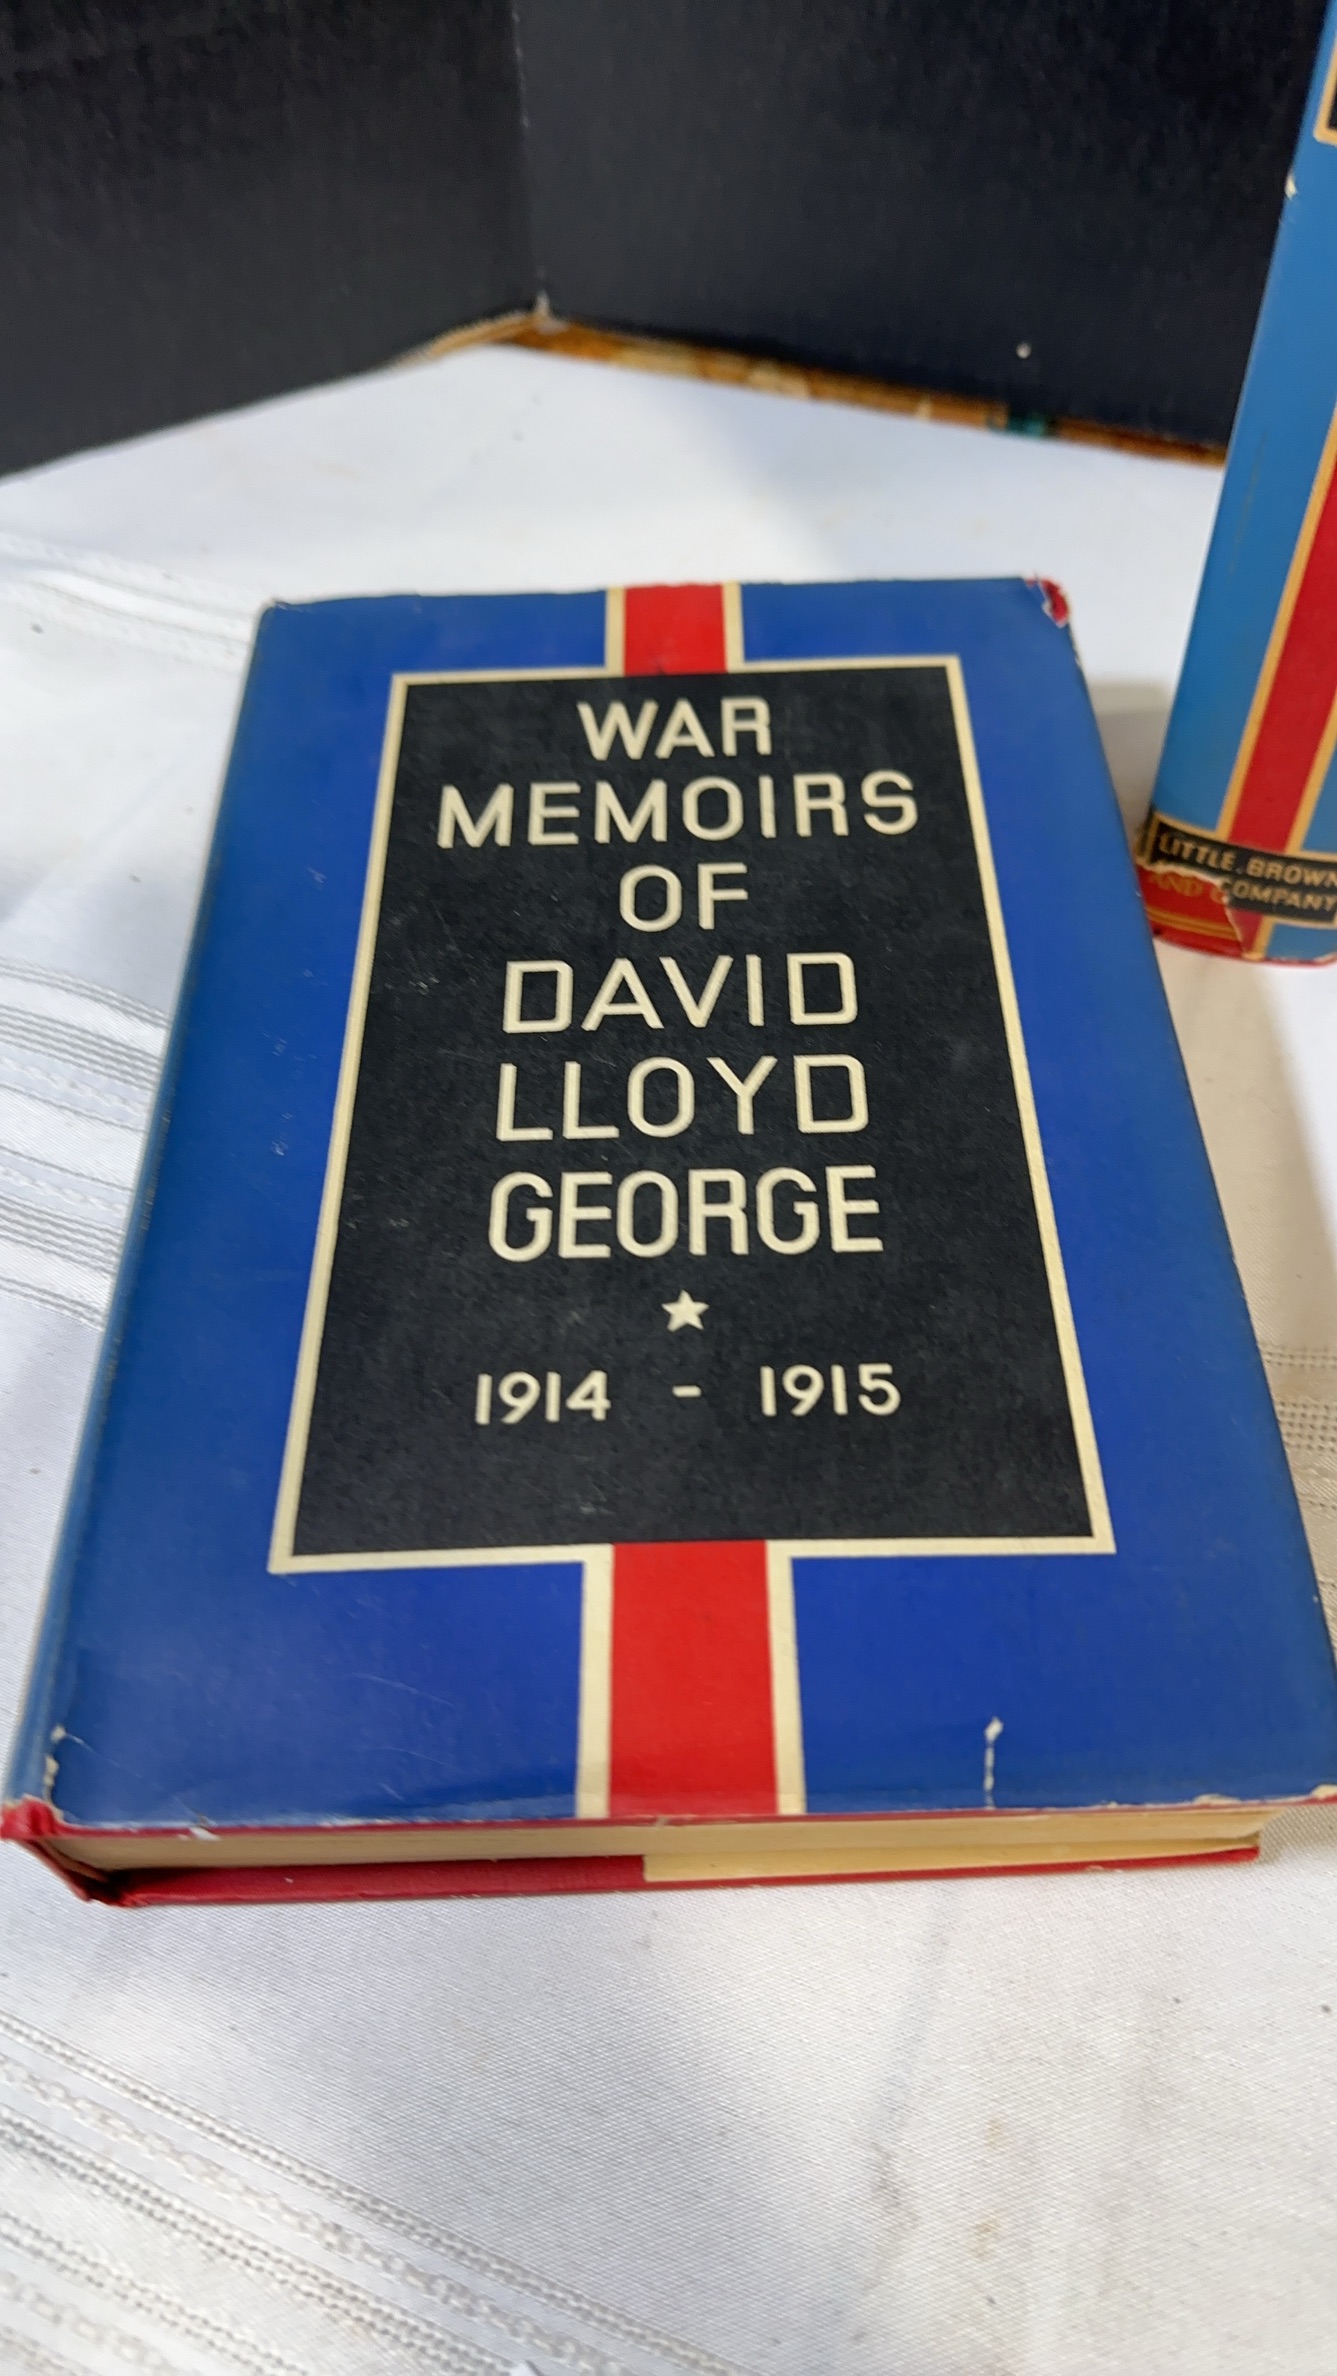 WAR
MEMOIRS
OF
DAVID
LLOYD
GEORGE
1914 - 1915
LITTLE, BROWN
AND COMPANY